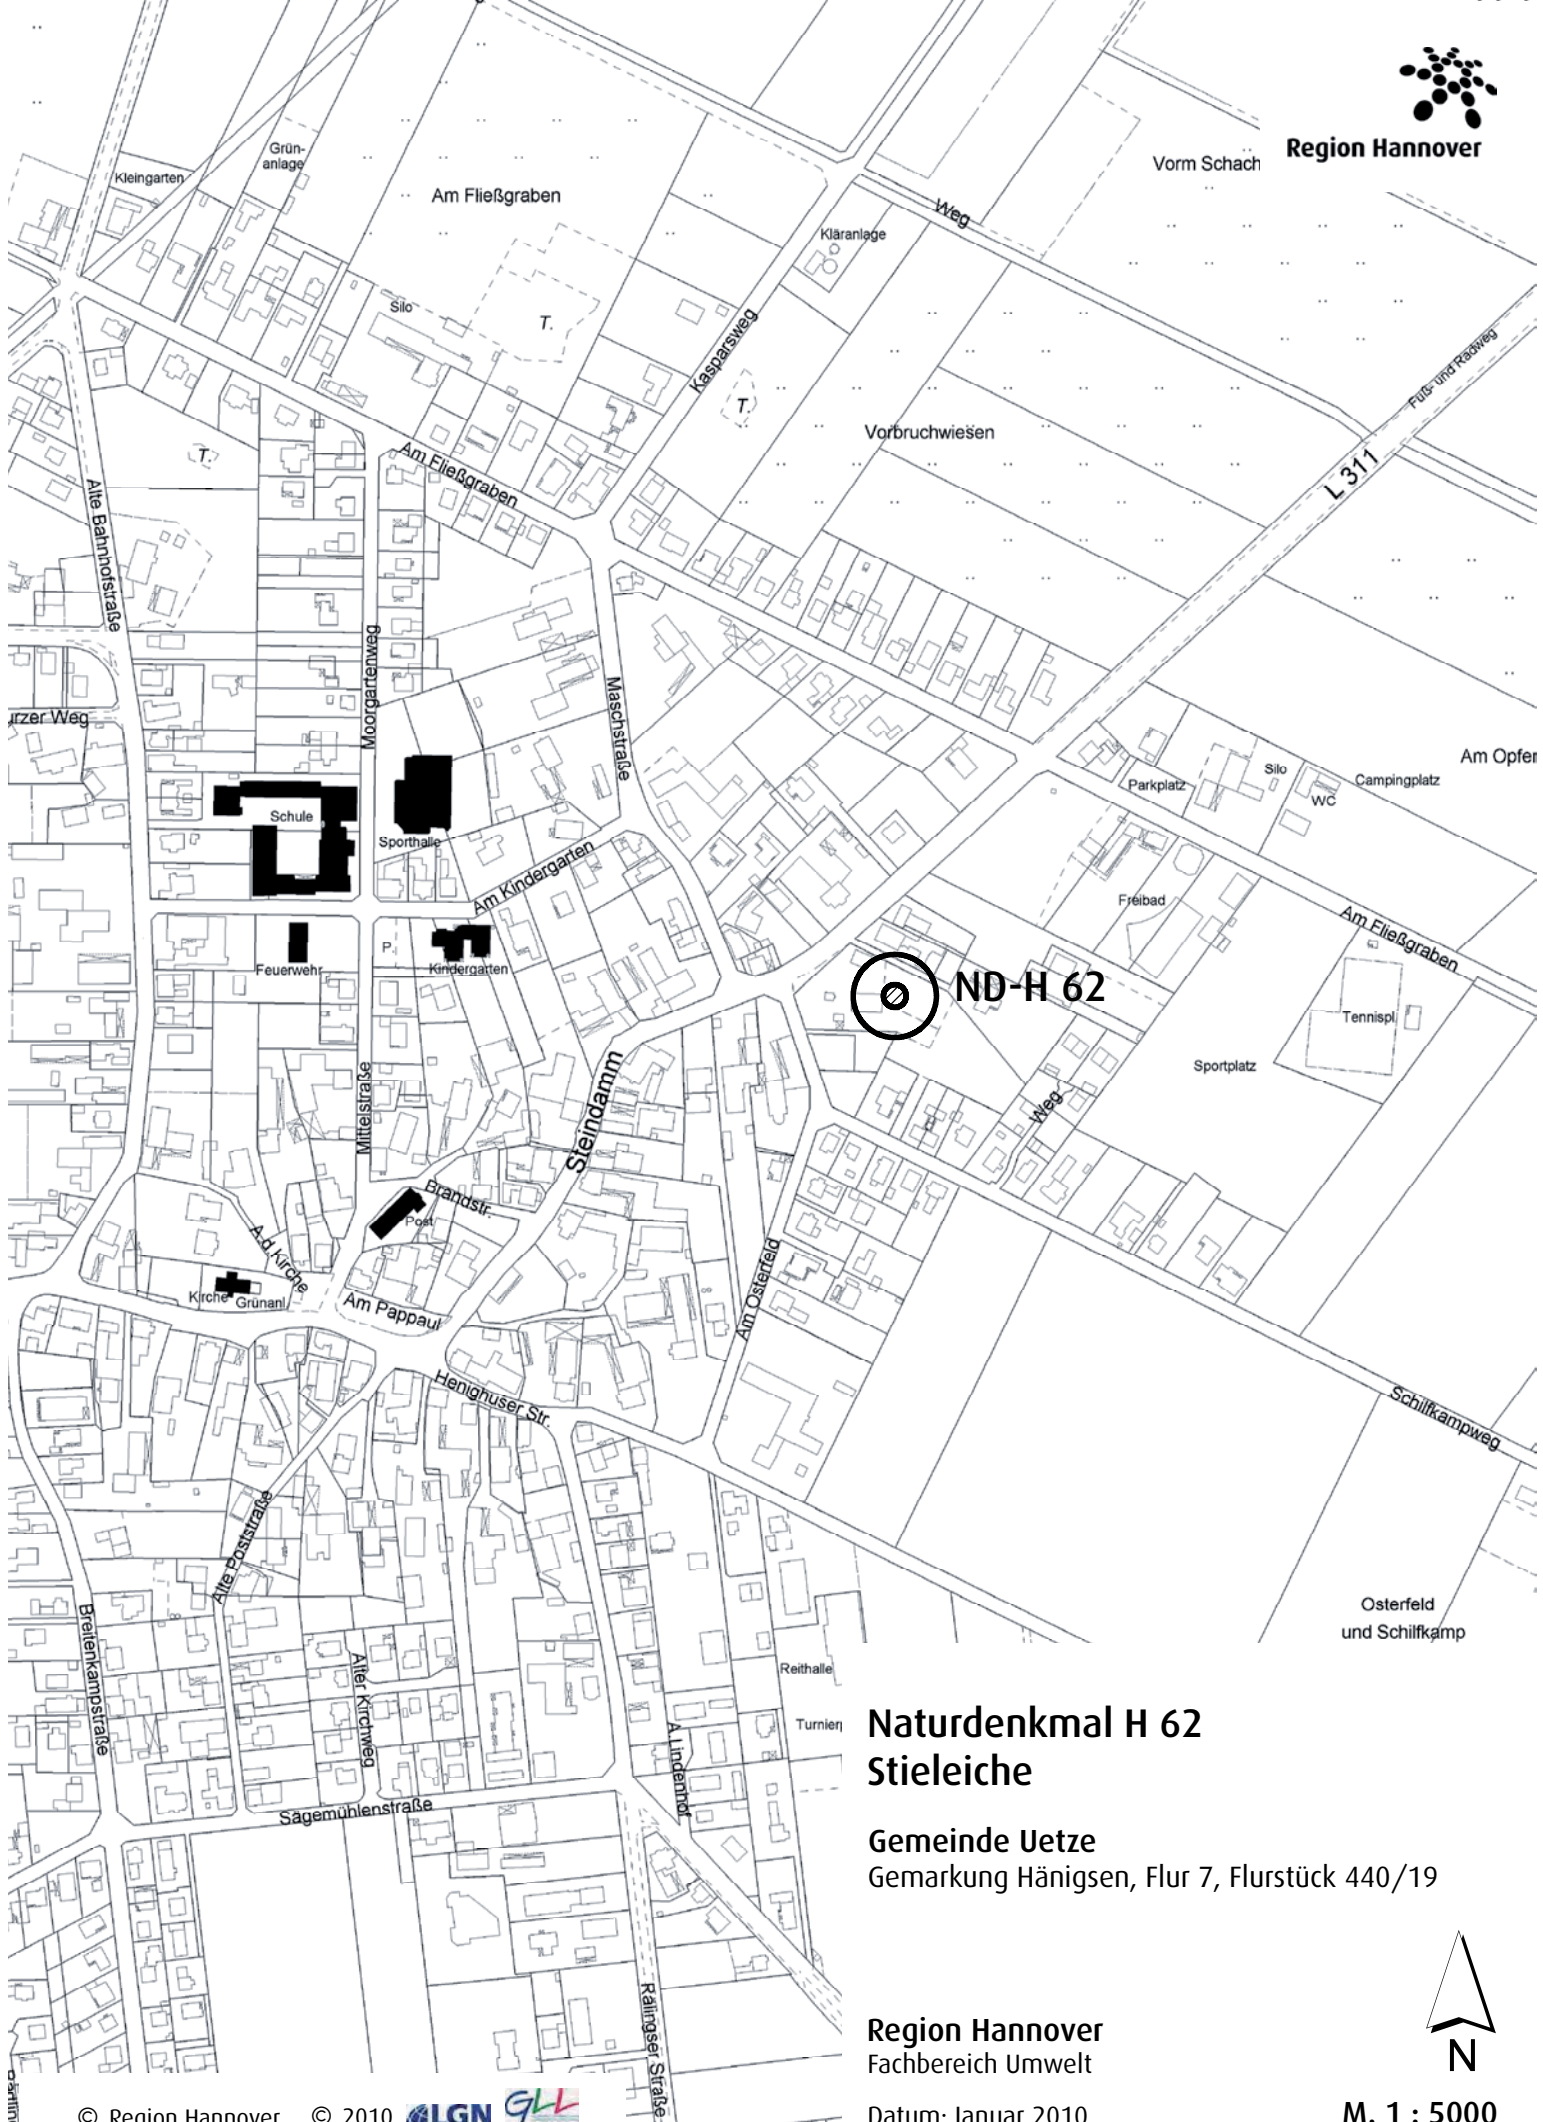 Region Hannover
Vorm Schach
Grün-
anlage
Kleingarten
Am Fließgraben
Weg
Kläranlage
Silo
T.
Kasparsweg
Fuß- und Radweg
T.
Vorbruchwiesen
T.
Am Fließgraben
L 311
Alte Bahnhofstraße
Moorgartenweg
Maschstraße
urzer Weg
Am Opfer
Silo
Parkplatz
Campingplatz
WC
Schule
Sporthalle
Am Kindergarten
Freibad
Am Fließgraben
P.
Feuerwehr
Kindergarten
ND-H 62
Tennispl.
Sportplatz
Mittelstraße
Steindamm
Weg
Brandstr.
Post
A.d.Kirche
Am Osterfeld
Kirche
Grünanl.
Am Pappaul
Henighuser Str.
Schilfkampweg
Alte Poststraße
Osterfeld
und Schilfkamp
Breitenkampstraße
Alter Kirchweg
Reithalle
Turnierp
A.Lindenhof
Sägemühlenstraße
Naturdenkmal H 62
Stieleiche
Gemeinde Uetze
Gemarkung Hänigsen, Flur 7, Flurstück 440/19
Rälingser Straße
Region Hannover
Fachbereich Umwelt
N
© Region Hannover
© 2010
LGN
GLL
Datum: Januar 2010
M. 1 : 5000